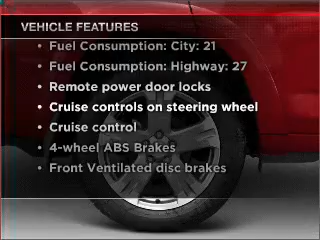 VEHICLE FEATURES
• Fuel Consumption: City: 21
• Fuel Consumption: Highway: 27
• Remote power door locks
• Cruise controls on steering wheel
• Cruise control
• 4-wheel ABS Brakes
• Front Ventilated disc brakes